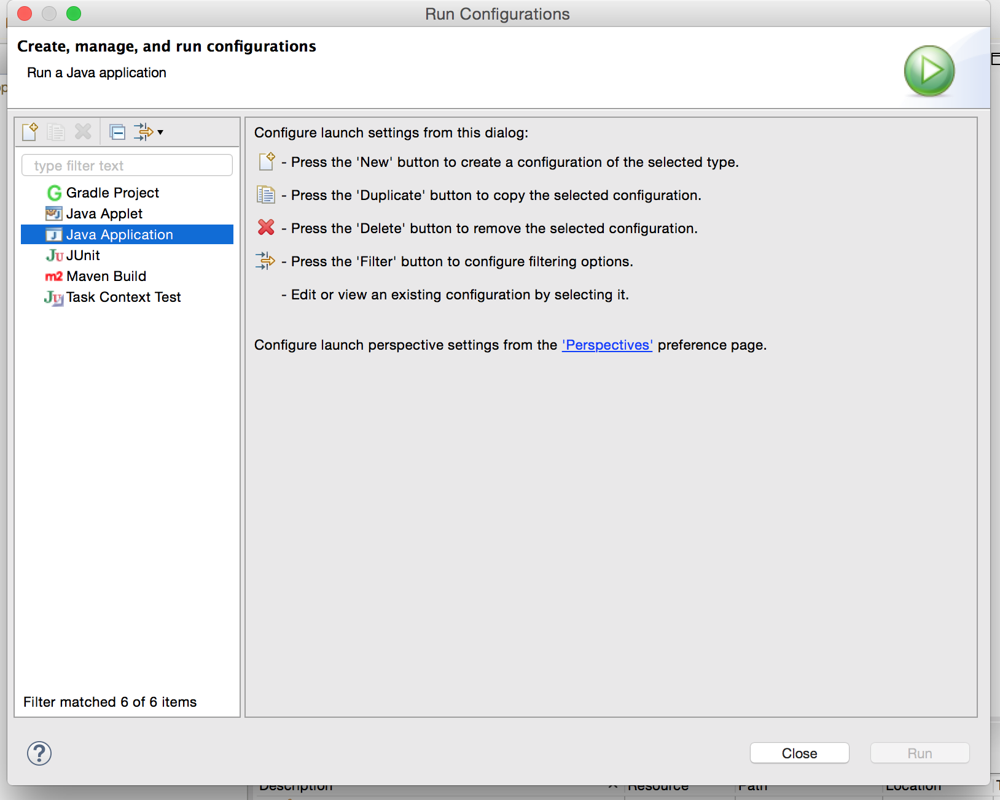 Run Configurations
Create, manage, and run configurations
Run a Java application
type filter text
Gradle Project
Java Applet
Java Application
JUnit
Maven Build
Task Context Test
Filter matched 6 of 6 items
Configure launch settings from this dialog:
- Press the 'New' button to create a configuration of the selected type.
- Press the 'Duplicate' button to copy the selected configuration.
- Press the 'Delete' button to remove the selected configuration.
- Press the 'Filter' button to configure filtering options.
- Edit or view an existing configuration by selecting it.
Configure launch perspective settings from the 'Perspectives' preference page.
Close
Run
Description Resource Path Location